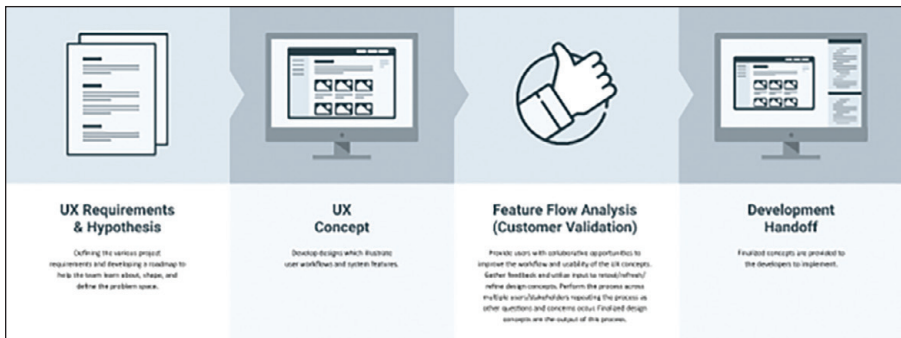 UX Requirements
& Hypothesis
Defining the various project
requirements and developing a roadmap to
help the team learn about, shape, and
define the problem space.
UX
Concept
Develop designs which illustrate
user workflows and system features.
Feature Flow Analysis
(Customer Validation)
Provide users with collaborative opportunities to
improve the workflow and usability of the UX concepts.
Gather feedback and utilize input to retool/refresh/
refine design concepts. Perform the process across
multiple users/stakeholders repeating the process as
other questions and concerns occur. Finalized design
concepts are the output of this process.
Development
Handoff
Finalized concepts are provided to
the developers to implement.